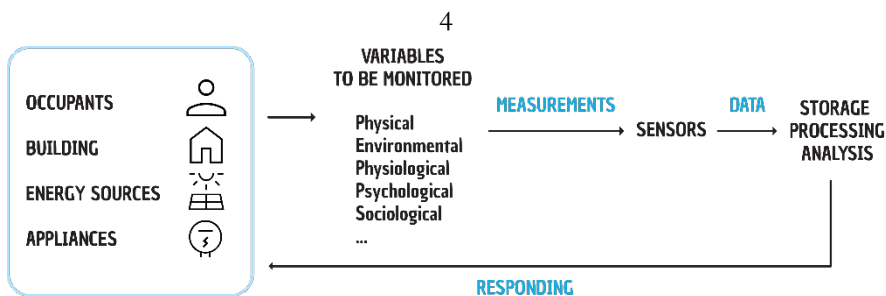 4
OCCUPANTS
BUILDING
ENERGY SOURCES
APPLIANCES
VARIABLES
TO BE MONITORED
Physical
Environmental
Physiological
Psychological
Sociological
...
MEASUREMENTS
SENSORS
DATA
STORAGE
PROCESSING
ANALYSIS
RESPONDING